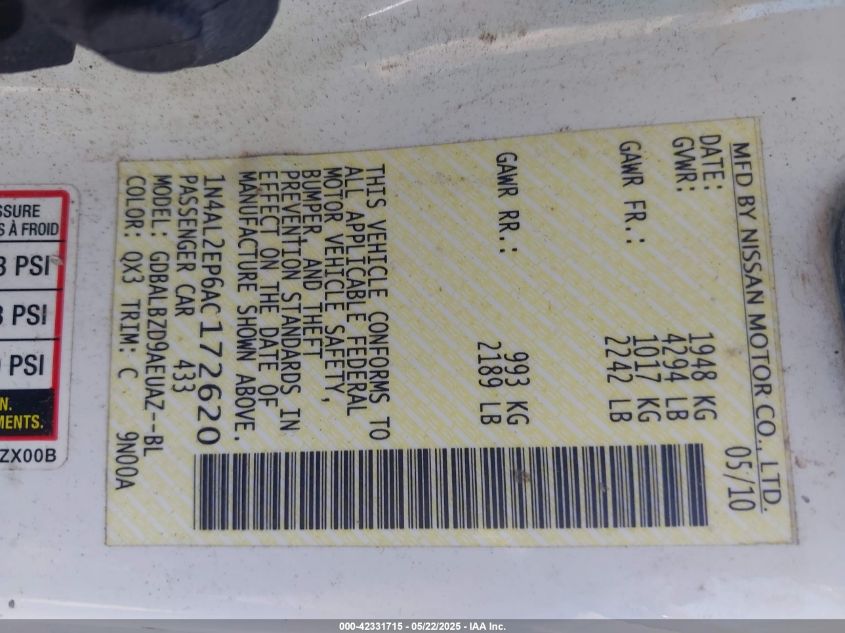 MFD BY NISSAN MOTOR CO., LTD.
DATE: 05/10
GVWR: 1948 KG
4294 LB
GAWR FR.: 1017 KG
2242 LB
GAWR RR.: 993 KG
2189 LB
THIS VEHICLE CONFORMS TO
ALL APPLICABLE FEDERAL
MOTOR VEHICLE SAFETY,
BUMPER, AND THEFT
PREVENTION STANDARDS IN
EFFECT ON THE DATE OF
MANUFACTURE SHOWN ABOVE.
1N4AL2EP6AC172620
PASSENGER CAR 433
MODEL: GDBALBZD9AEUAZ--BL
COLOR: QX3 TRIM: C 9N00A
SSURE
S À FROID
PSI
PSI
PSI
N.
MENTS.
ZX00B
000-42331715 - 05/22/2025 - IAA Inc.